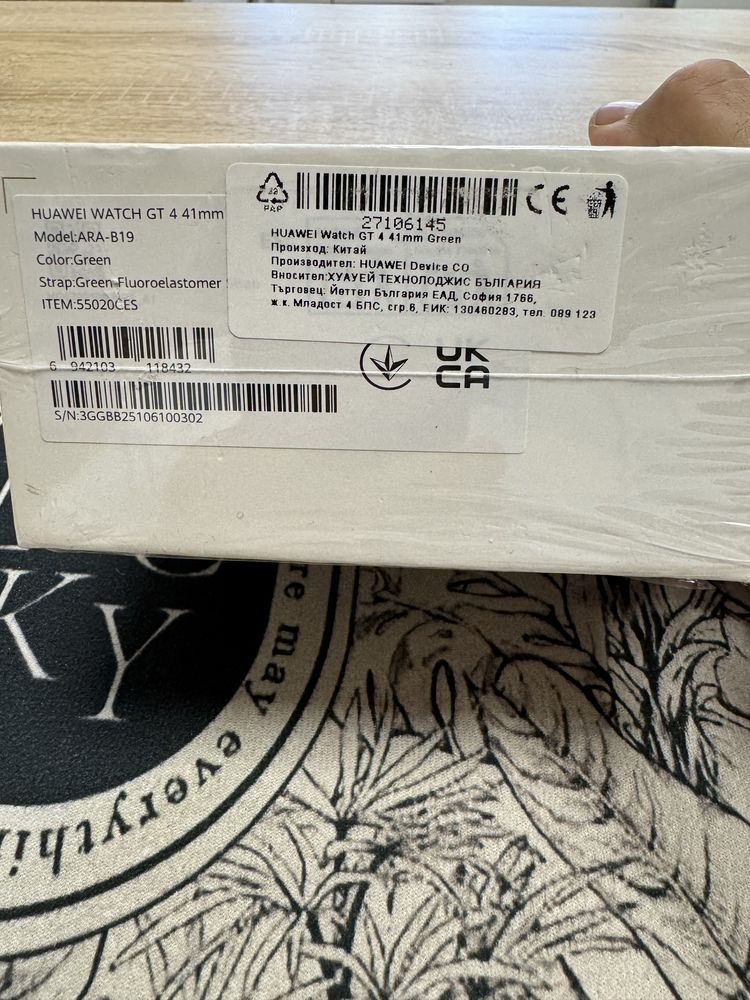 HUAWEI WATCH GT 4 41mm
Model:ARA-B19
Color:Green
Strap:Green Fluoroelastomer
ITEM:55020CES
6 942103 118432
S/N:3GGBB25106100302
PAP
27106145
HUAWEI Watch GT 4 41mm Green
Произход: Китай
Производител: HUAWEI Device CO
Вносител:ХУАУЕЙ ТЕХНОЛОДЖИС БЪЛГАРИЯ
Търговец: Йеттел България ЕАД, София 1766,
ж.к. Младост 4 БПС, сгр.6, ЕИК: 130460283, тел. 089 123
CE
UK
CA
KY
re may everythi